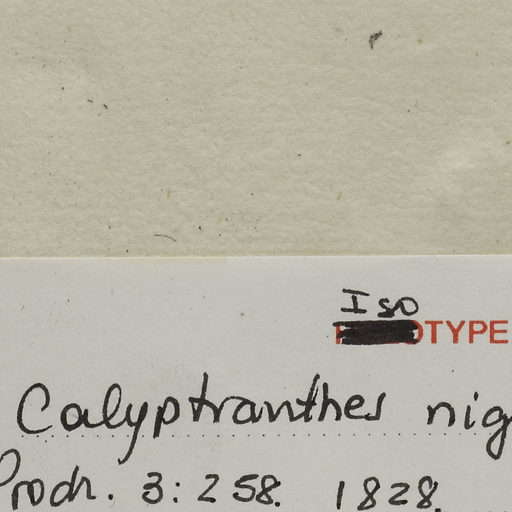 Iso
TYPE
Calyptranthes nig
Prodr. 3: 258. 1828.